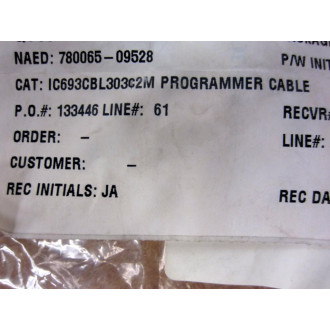 NAED: 780065-09528
P/W INIT
CAT: IC693CBL303C2M PROGRAMMER CABLE
P.O.#: 133446 LINE#: 61
RECVR#
ORDER: –
LINE#:
CUSTOMER: –
REC INITIALS: JA
REC DA